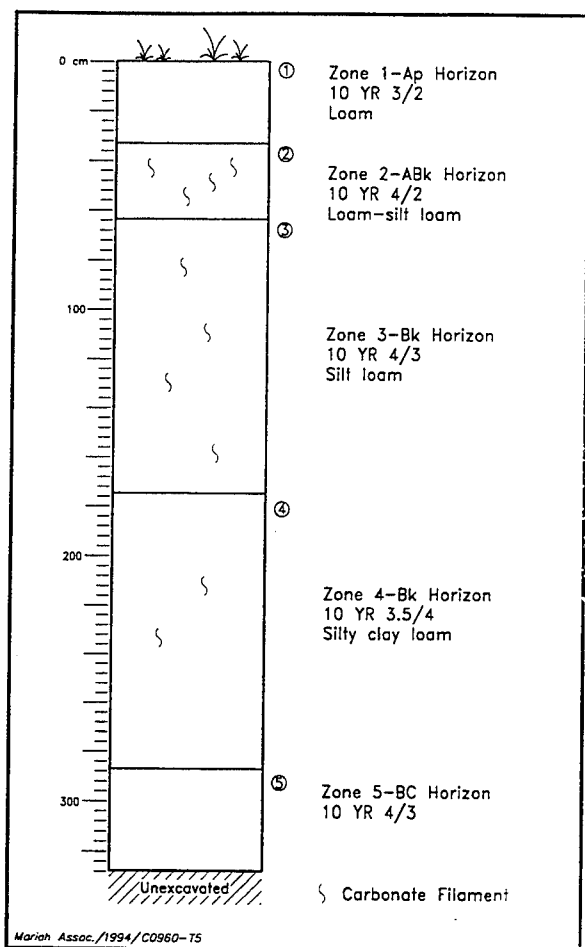 0 cm
①
Zone 1-Ap Horizon
10 YR 3/2
Loam
②
Zone 2-ABk Horizon
10 YR 4/2
Loam-silt loam
③
100
Zone 3-Bk Horizon
10 YR 4/3
Silt loam
④
200
Zone 4-Bk Horizon
10 YR 3.5/4
Silty clay loam
⑤
300
Zone 5-BC Horizon
10 YR 4/3
Unexcavated
Carbonate Filament
Mariah Assoc./1994/C0960-T5